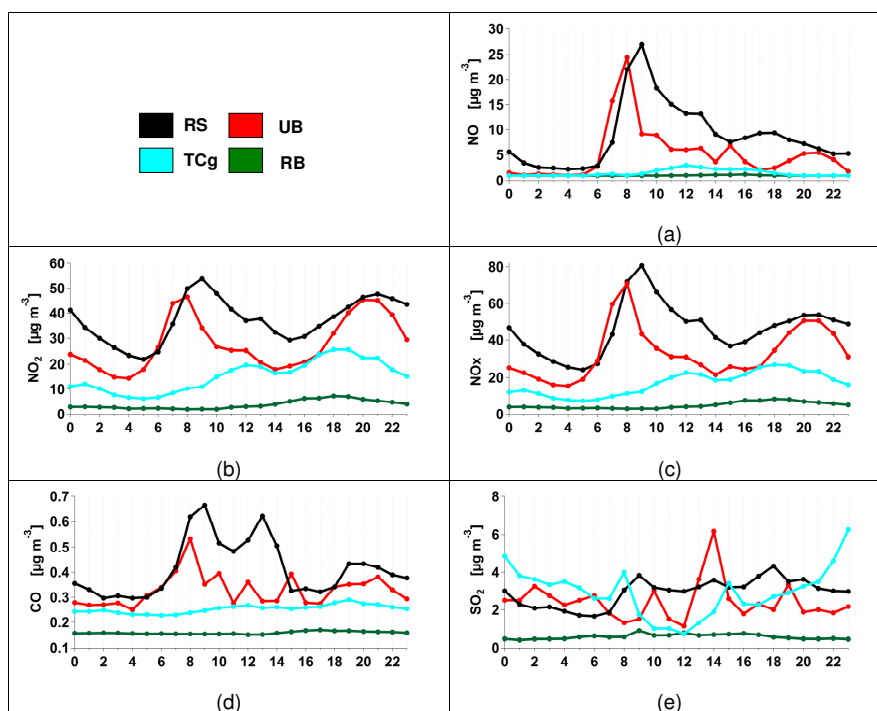 RS UB
TCg RB
NO [µg m-3]
30
25
20
15
10
5
0
0 2 4 6 8 10 12 14 16 18 20 22
(a)
NO2 [µg m-3]
60
50
40
30
20
10
0
0 2 4 6 8 10 12 14 16 18 20 22
(b)
NOx [µg m-3]
80
60
40
20
0
0 2 4 6 8 10 12 14 16 18 20 22
(c)
CO [µg m-3]
0.7
0.6
0.5
0.4
0.3
0.2
0.1
0 2 4 6 8 10 12 14 16 18 20 22
(d)
SO2 [µg m-3]
8
6
4
2
0
0 2 4 6 8 10 12 14 16 18 20 22
(e)